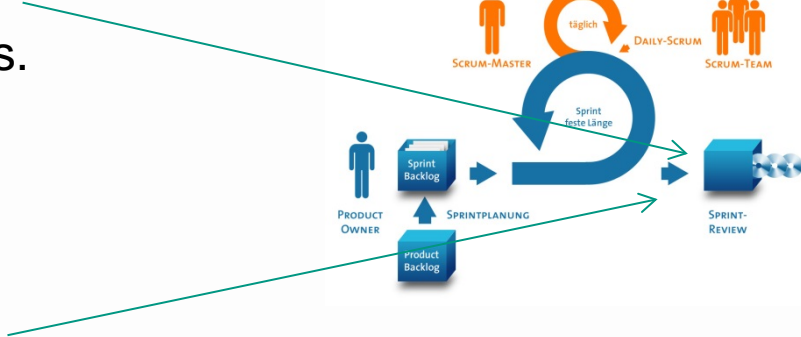 s.
täglich
DAILY-SCRUM
SCRUM-MASTER
SCRUM-TEAM
Sprint
feste Länge
Sprint
Backlog
PRODUCT
OWNER
SPRINTPLANUNG
SPRINT-
REVIEW
Product
Backlog